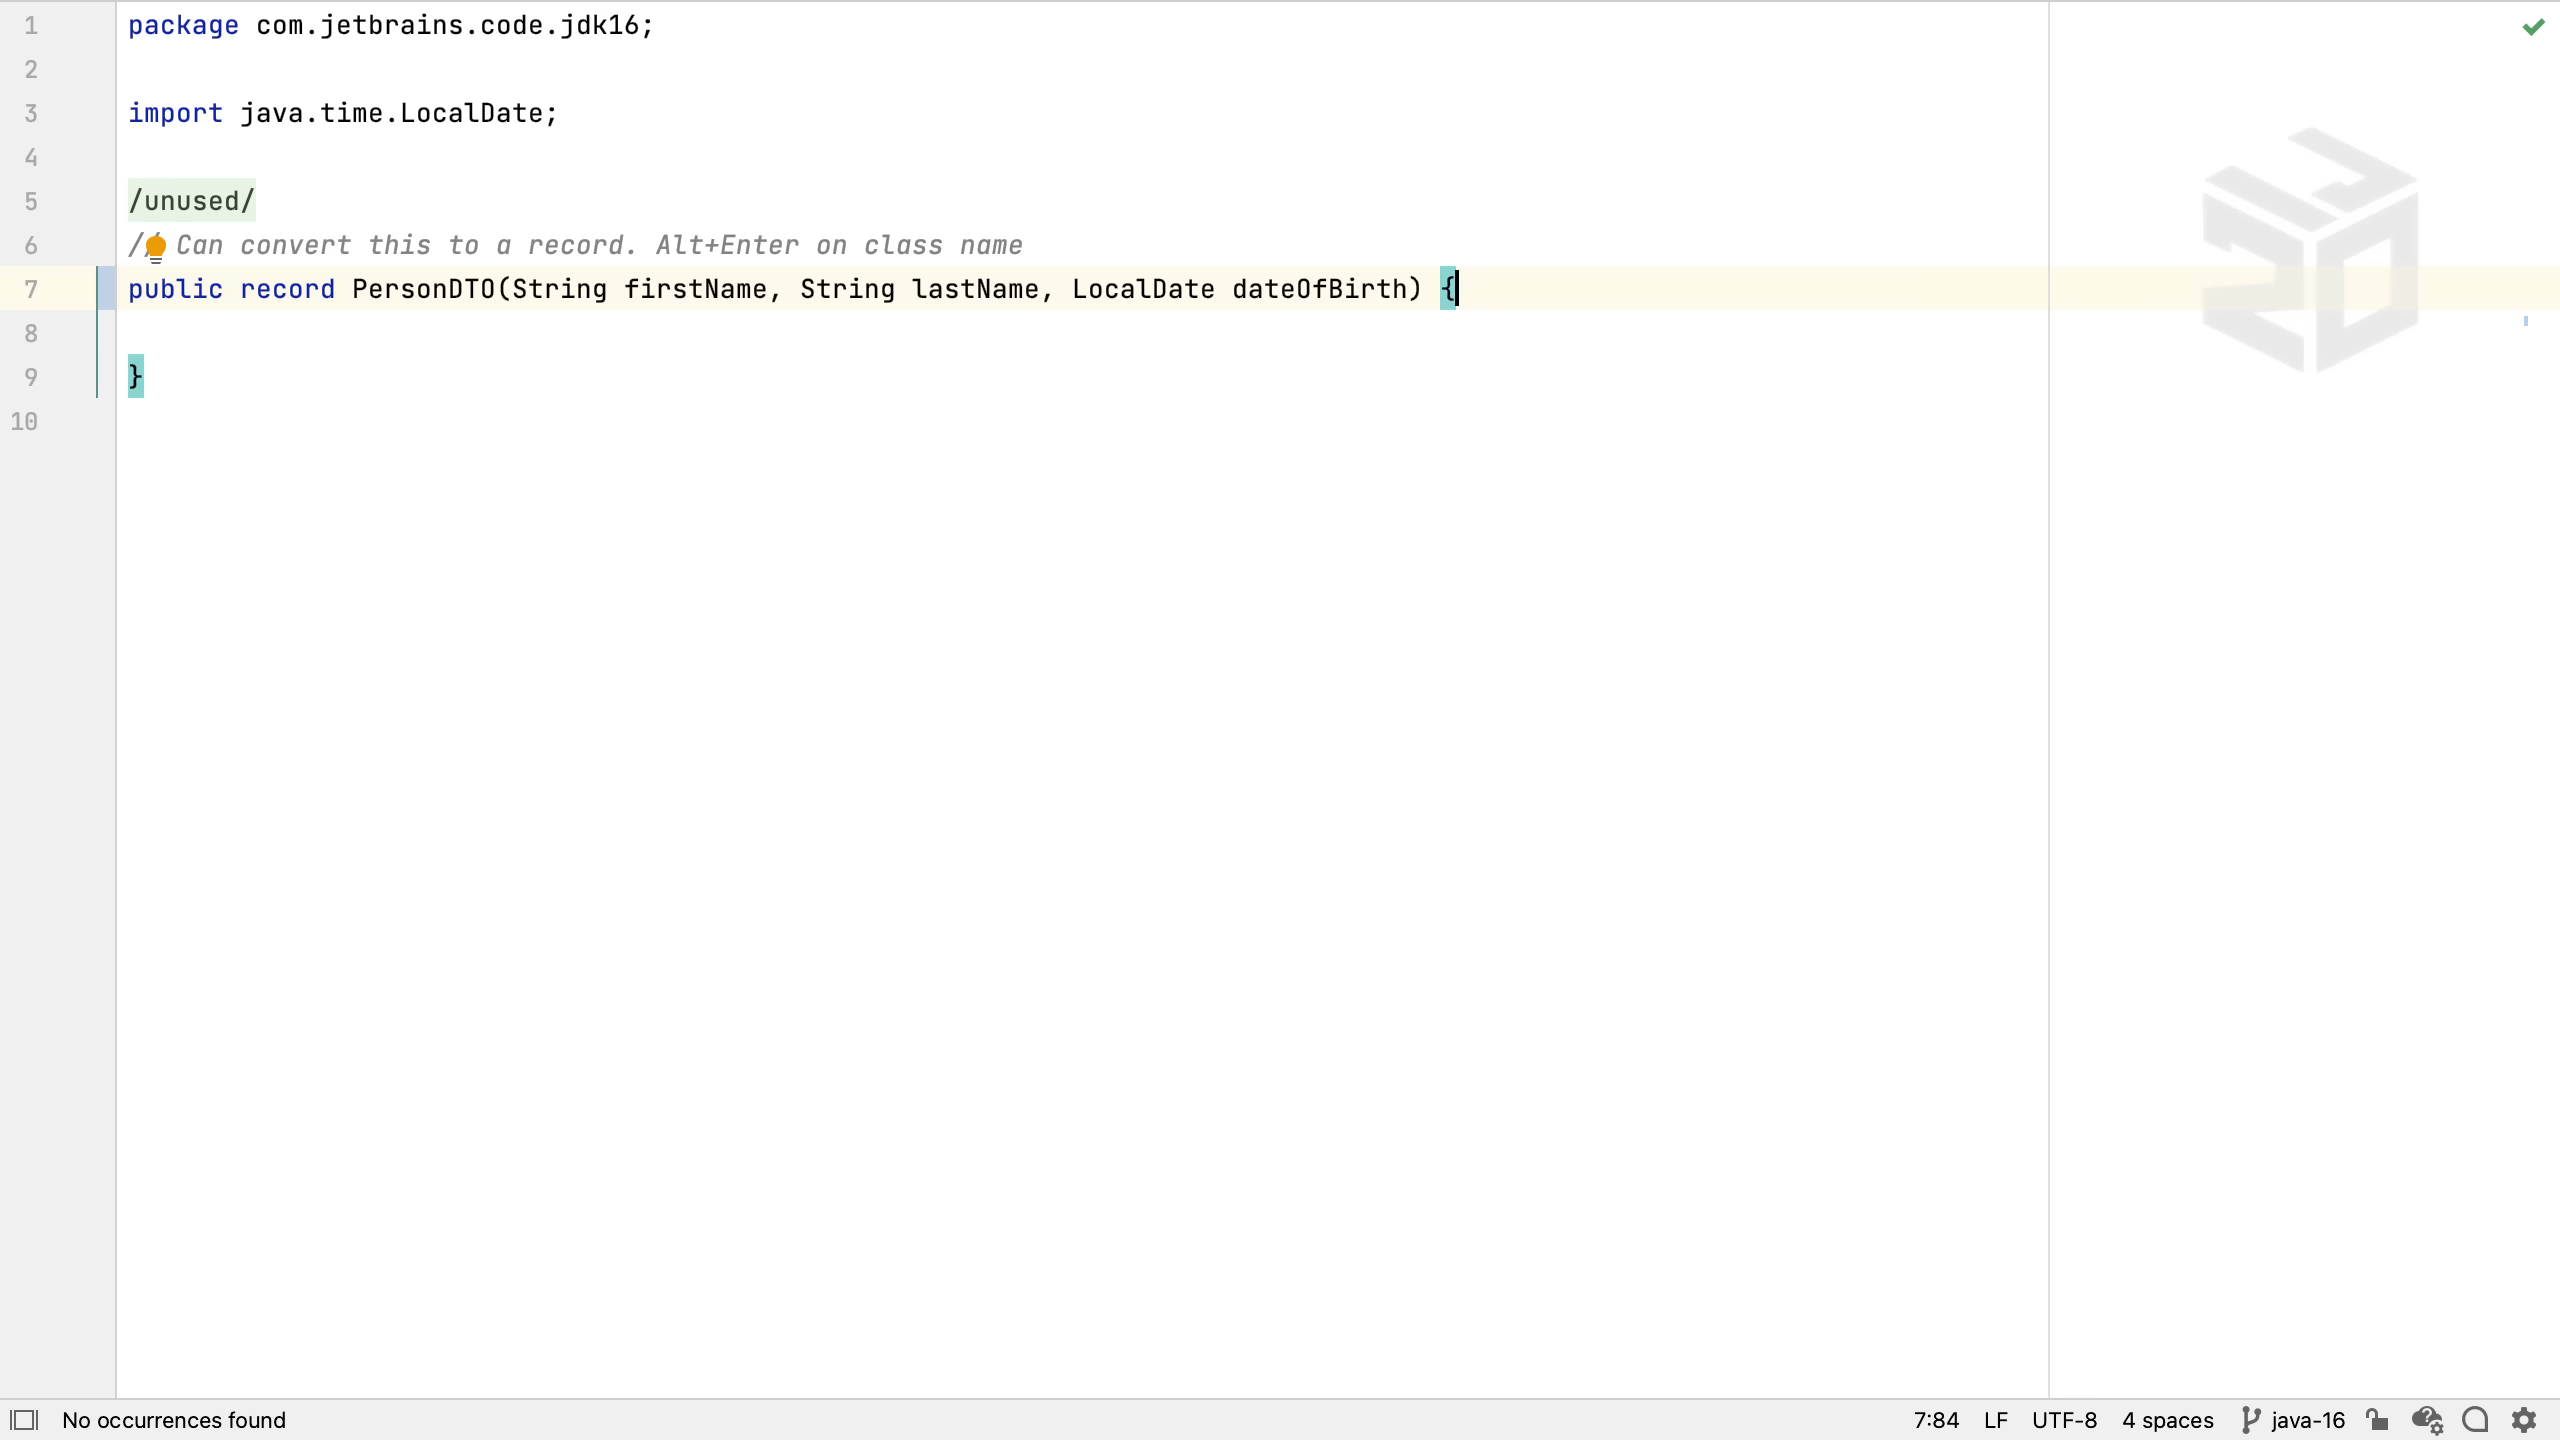 1 package com.jetbrains.code.jdk16;
2
3 import java.time.LocalDate;
4
5 /unused/
6 // Can convert this to a record. Alt+Enter on class name
7 public record PersonDTO(String firstName, String lastName, LocalDate dateOfBirth) {
8
9 }
10
No occurrences found 7:84 LF UTF-8 4 spaces java-16